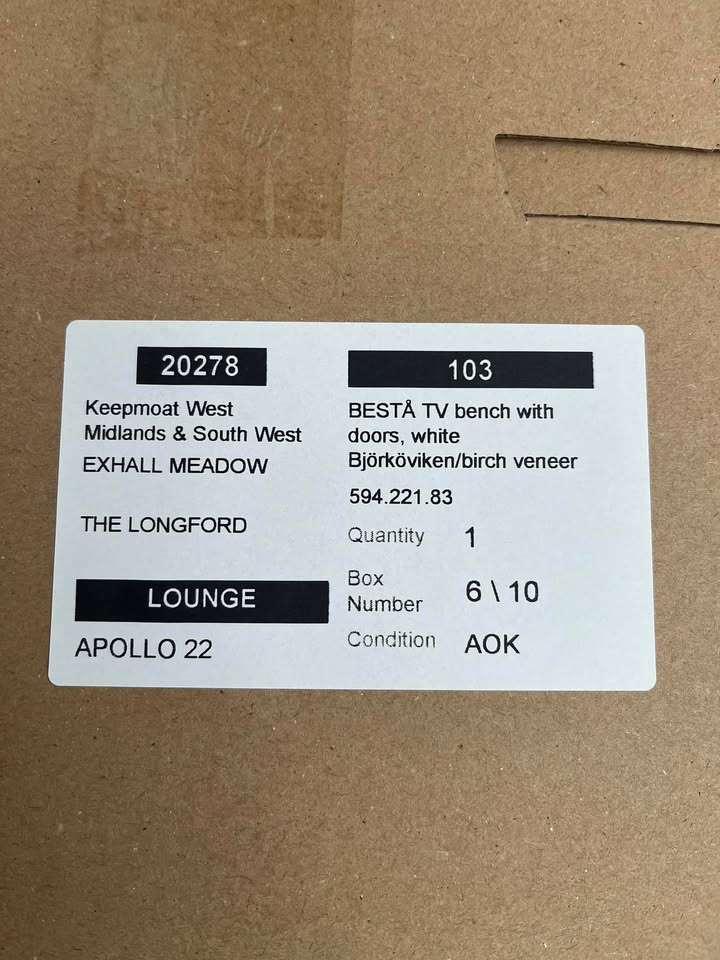 20278
Keepmoat West
Midlands & South West
EXHALL MEADOW
THE LONGFORD
LOUNGE
APOLLO 22
103
BESTÅ TV bench with
doors, white
Björköviken/birch veneer
594.221.83
Quantity 1
Box
Number 6 \ 10
Condition AOK